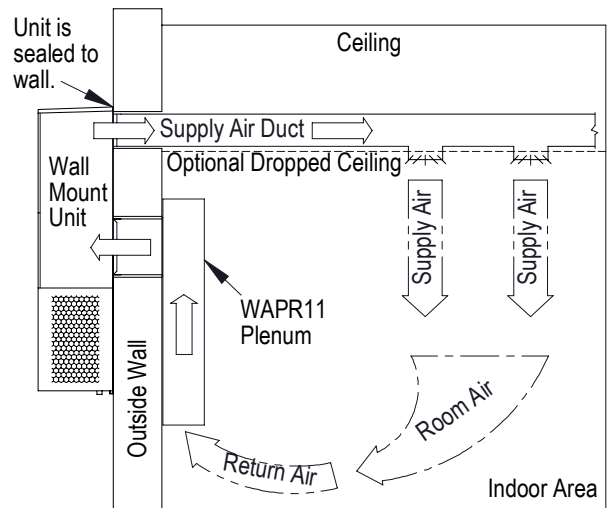 Unit is
sealed to
wall.
Ceiling
Supply Air Duct
Optional Dropped Ceiling
Wall
Mount
Unit
Supply Air
Supply Air
WAPR11
Plenum
Outside Wall
Room Air
Return Air
Indoor Area